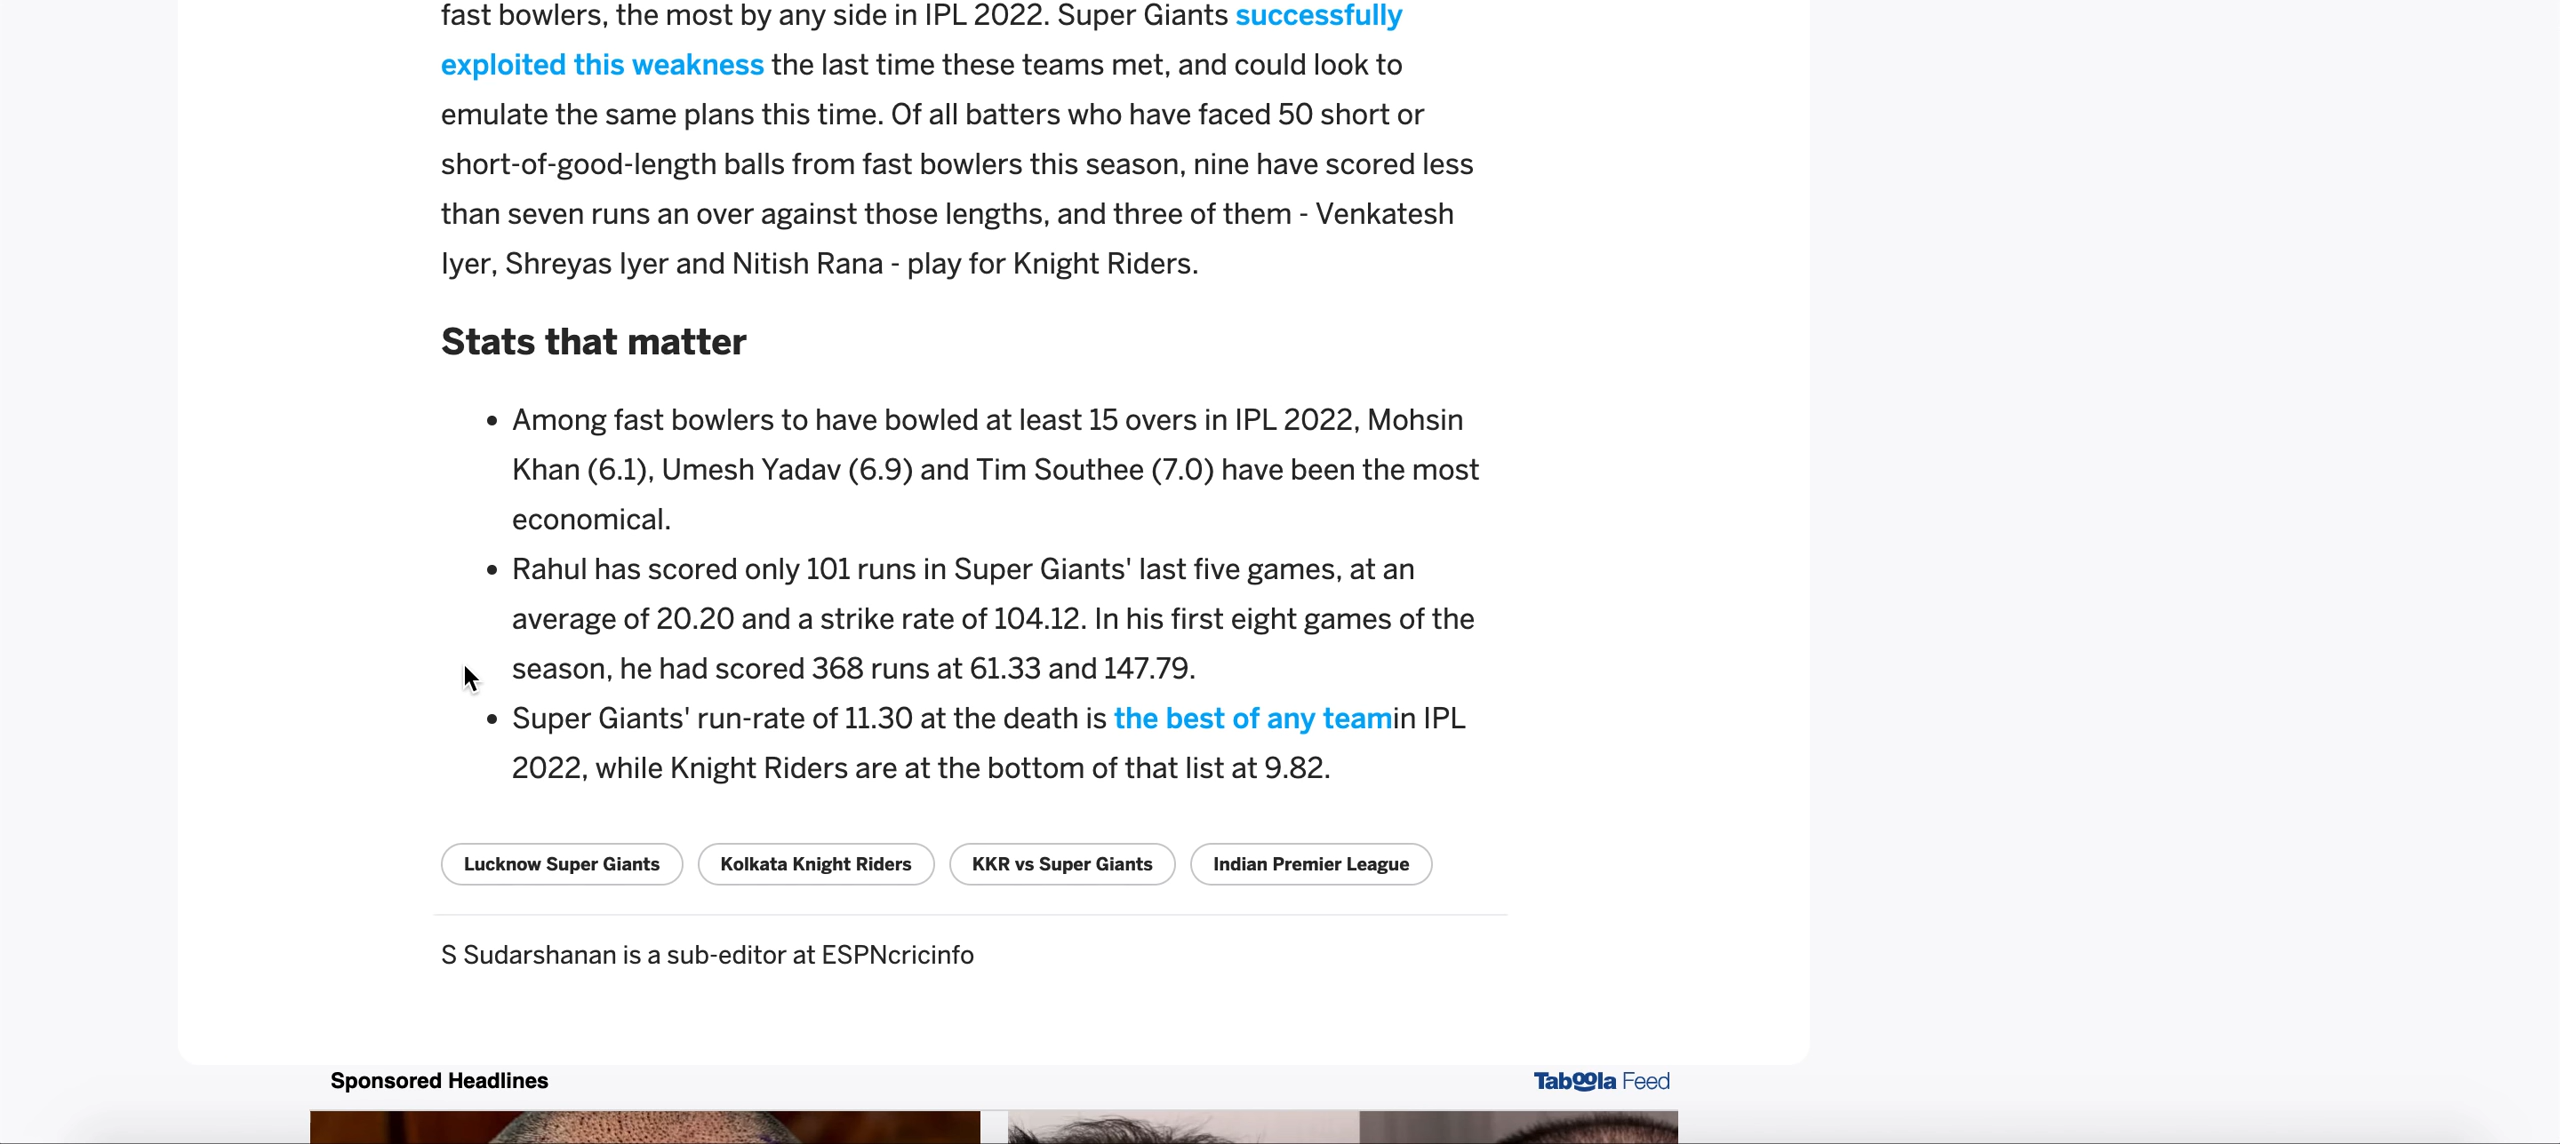 fast bowlers, the most by any side in IPL 2022. Super Giants successfully
exploited this weakness the last time these teams met, and could look to
emulate the same plans this time. Of all batters who have faced 50 short or
short-of-good-length balls from fast bowlers this season, nine have scored less
than seven runs an over against those lengths, and three of them - Venkatesh
Iyer, Shreyas Iyer and Nitish Rana - play for Knight Riders.
Stats that matter
• Among fast bowlers to have bowled at least 15 overs in IPL 2022, Mohsin
Khan (6.1), Umesh Yadav (6.9) and Tim Southee (7.0) have been the most
economical.
• Rahul has scored only 101 runs in Super Giants' last five games, at an
average of 20.20 and a strike rate of 104.12. In his first eight games of the
season, he had scored 368 runs at 61.33 and 147.79.
• Super Giants' run-rate of 11.30 at the death is the best of any teamin IPL
2022, while Knight Riders are at the bottom of that list at 9.82.
Lucknow Super Giants Kolkata Knight Riders KKR vs Super Giants Indian Premier League
S Sudarshanan is a sub-editor at ESPNcricinfo
Sponsored Headlines Taboola Feed